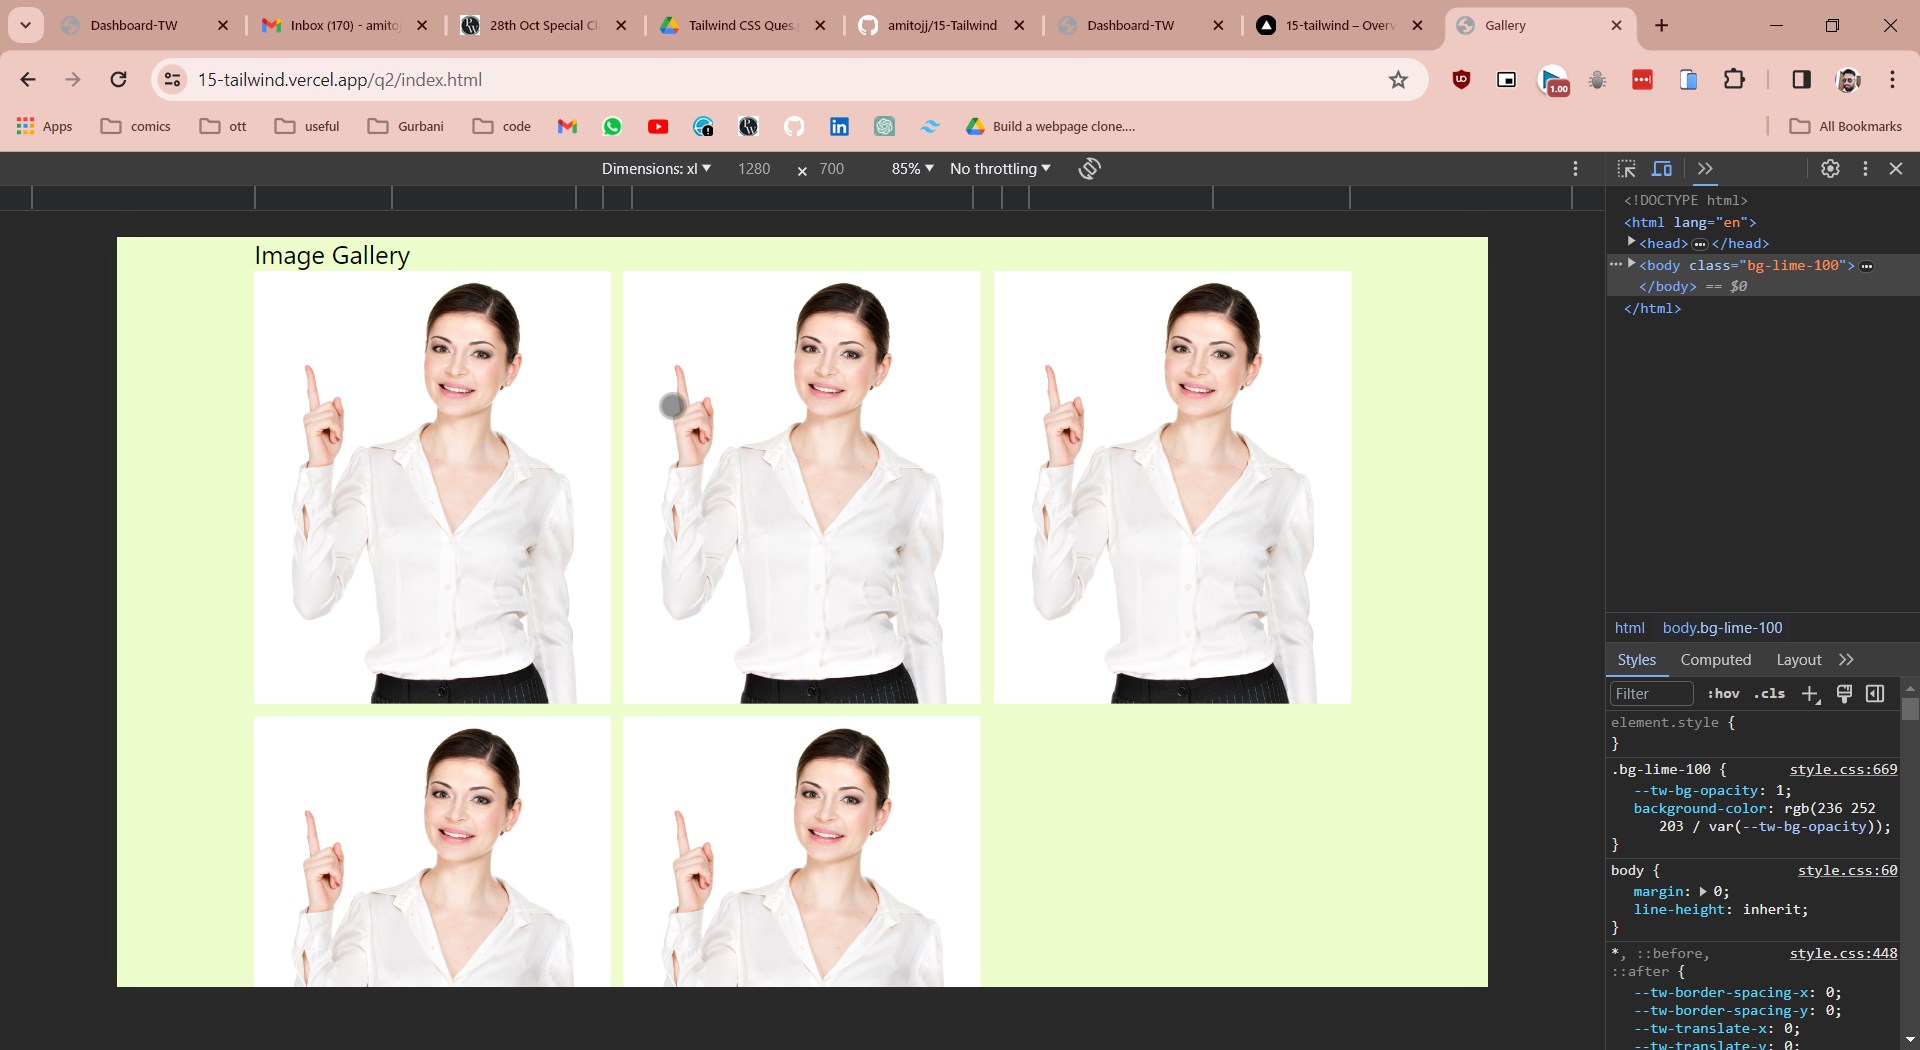 Dashboard-TW
Inbox (170) - amitoj
28th Oct Special Cl
Tailwind CSS Ques.
amitojj/15-Tailwind
Dashboard-TW
15-tailwind – Overv
Gallery
15-tailwind.vercel.app/q2/index.html
1.00
Apps
comics
ott
useful
Gurbani
code
Build a webpage clone....
All Bookmarks
Dimensions: xl
1280
×
700
85%
No throttling
<!DOCTYPE html>
<html lang="en">
<head>…</head>
<body class="bg-lime-100">…
</body> == $0
</html>
Image Gallery
html
body.bg-lime-100
Styles
Computed
Layout
Filter
:hov
.cls
element.style {
}
.bg-lime-100 {
style.css:669
--tw-bg-opacity: 1;
background-color: rgb(236 252
203 / var(--tw-bg-opacity));
}
body {
style.css:60
margin: 0;
line-height: inherit;
}
*, ::before,
style.css:448
::after {
--tw-border-spacing-x: 0;
--tw-border-spacing-y: 0;
--tw-translate-x: 0;
--tw-translate-y: 0;